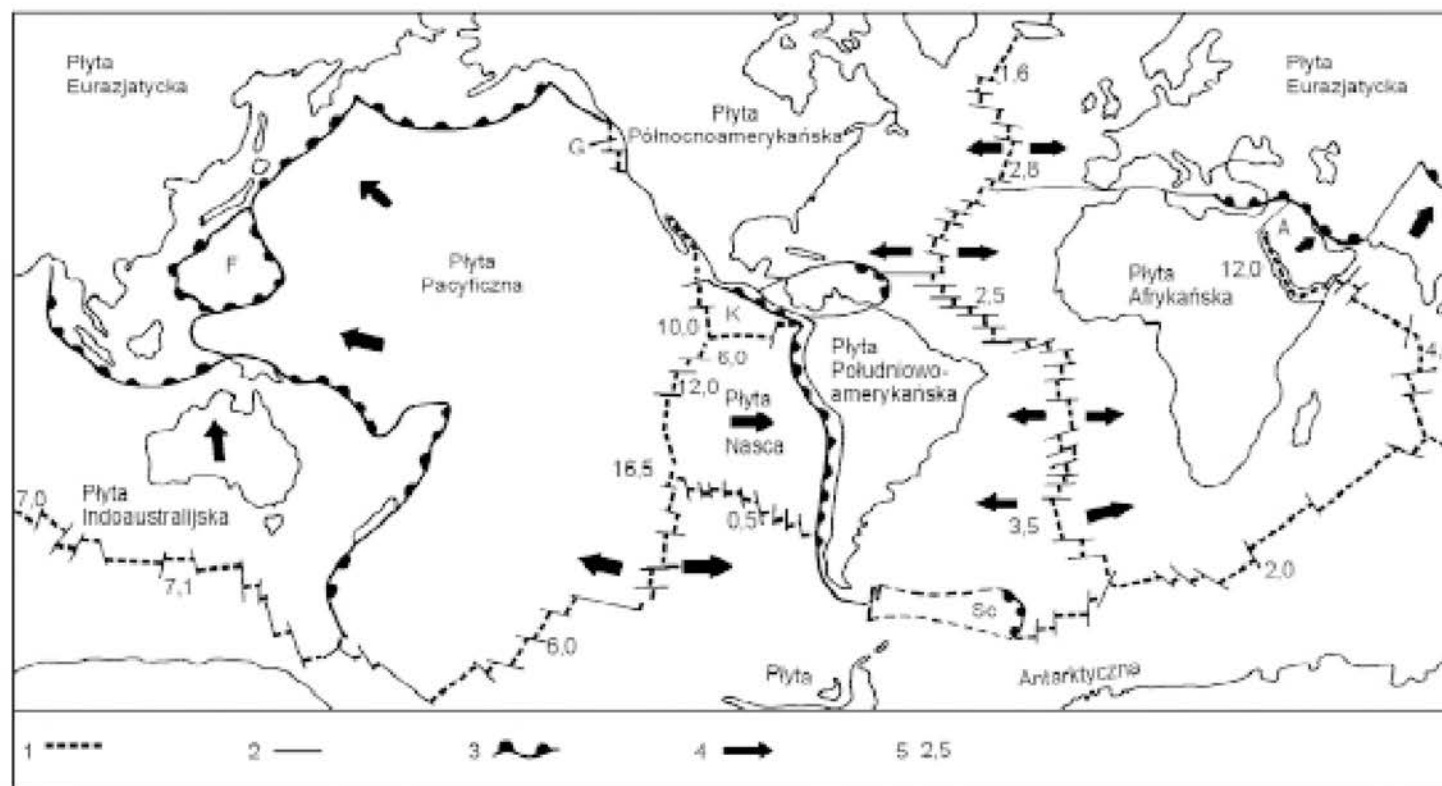 Płyta
Eurazjatycka
Płyta
Północnoamerykańska
G
1,6
2,8
Płyta
Eurazjatycka
F
Płyta
Pacyficzna
A
12,0
Płyta
Afrykańska
2,5
K
10,0
6,0
12,0
Płyta
Południowo-
amerykańska
Płyta
Nasca
4,
16,5
0,5
3,5
7,0
Płyta
Indoaustralijska
7,1
2,0
6,0
Sc
Płyta
Antarktyczna
1
2
3
4
5 2,5